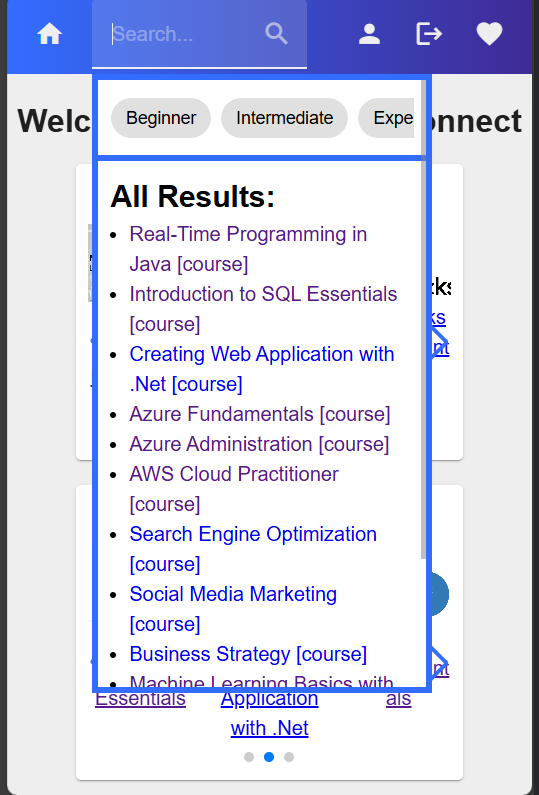 Search...
Welc onnect
Beginner Intermediate Expe
All Results:
Real-Time Programming in
Java [course]
Introduction to SQL Essentials
[course]
Creating Web Application with
.Net [course]
Azure Fundamentals [course]
Azure Administration [course]
AWS Cloud Practitioner
[course]
Search Engine Optimization
[course]
Social Media Marketing
[course]
Business Strategy [course]
Machine Learning Basics with
Essentials Application als
with .Net